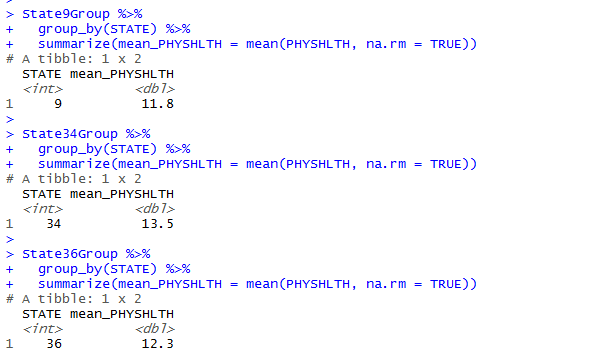 >
> State9Group %>%
+   group_by(STATE) %>%
+   summarize(mean_PHYSHLTH = mean(PHYSHLTH, na.rm = TRUE))
# A tibble: 1 x 2
  STATE mean_PHYSHLTH
  <int>         <dbl>
1     9          11.8
>
> State34Group %>%
+   group_by(STATE) %>%
+   summarize(mean_PHYSHLTH = mean(PHYSHLTH, na.rm = TRUE))
# A tibble: 1 x 2
  STATE mean_PHYSHLTH
  <int>         <dbl>
1    34          13.5
>
> State36Group %>%
+   group_by(STATE) %>%
+   summarize(mean_PHYSHLTH = mean(PHYSHLTH, na.rm = TRUE))
# A tibble: 1 x 2
  STATE mean_PHYSHLTH
  <int>         <dbl>
1    36          12.3